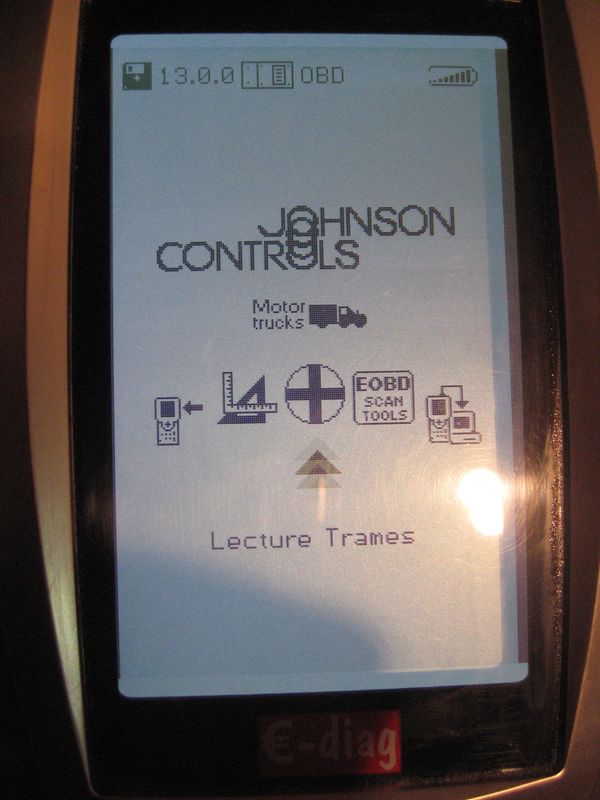 13.0.0 OBD
JOHNSON
CONTROLS
Motor
trucks
EOBD
SCAN
TOOLS
Lecture Trames
€-diag